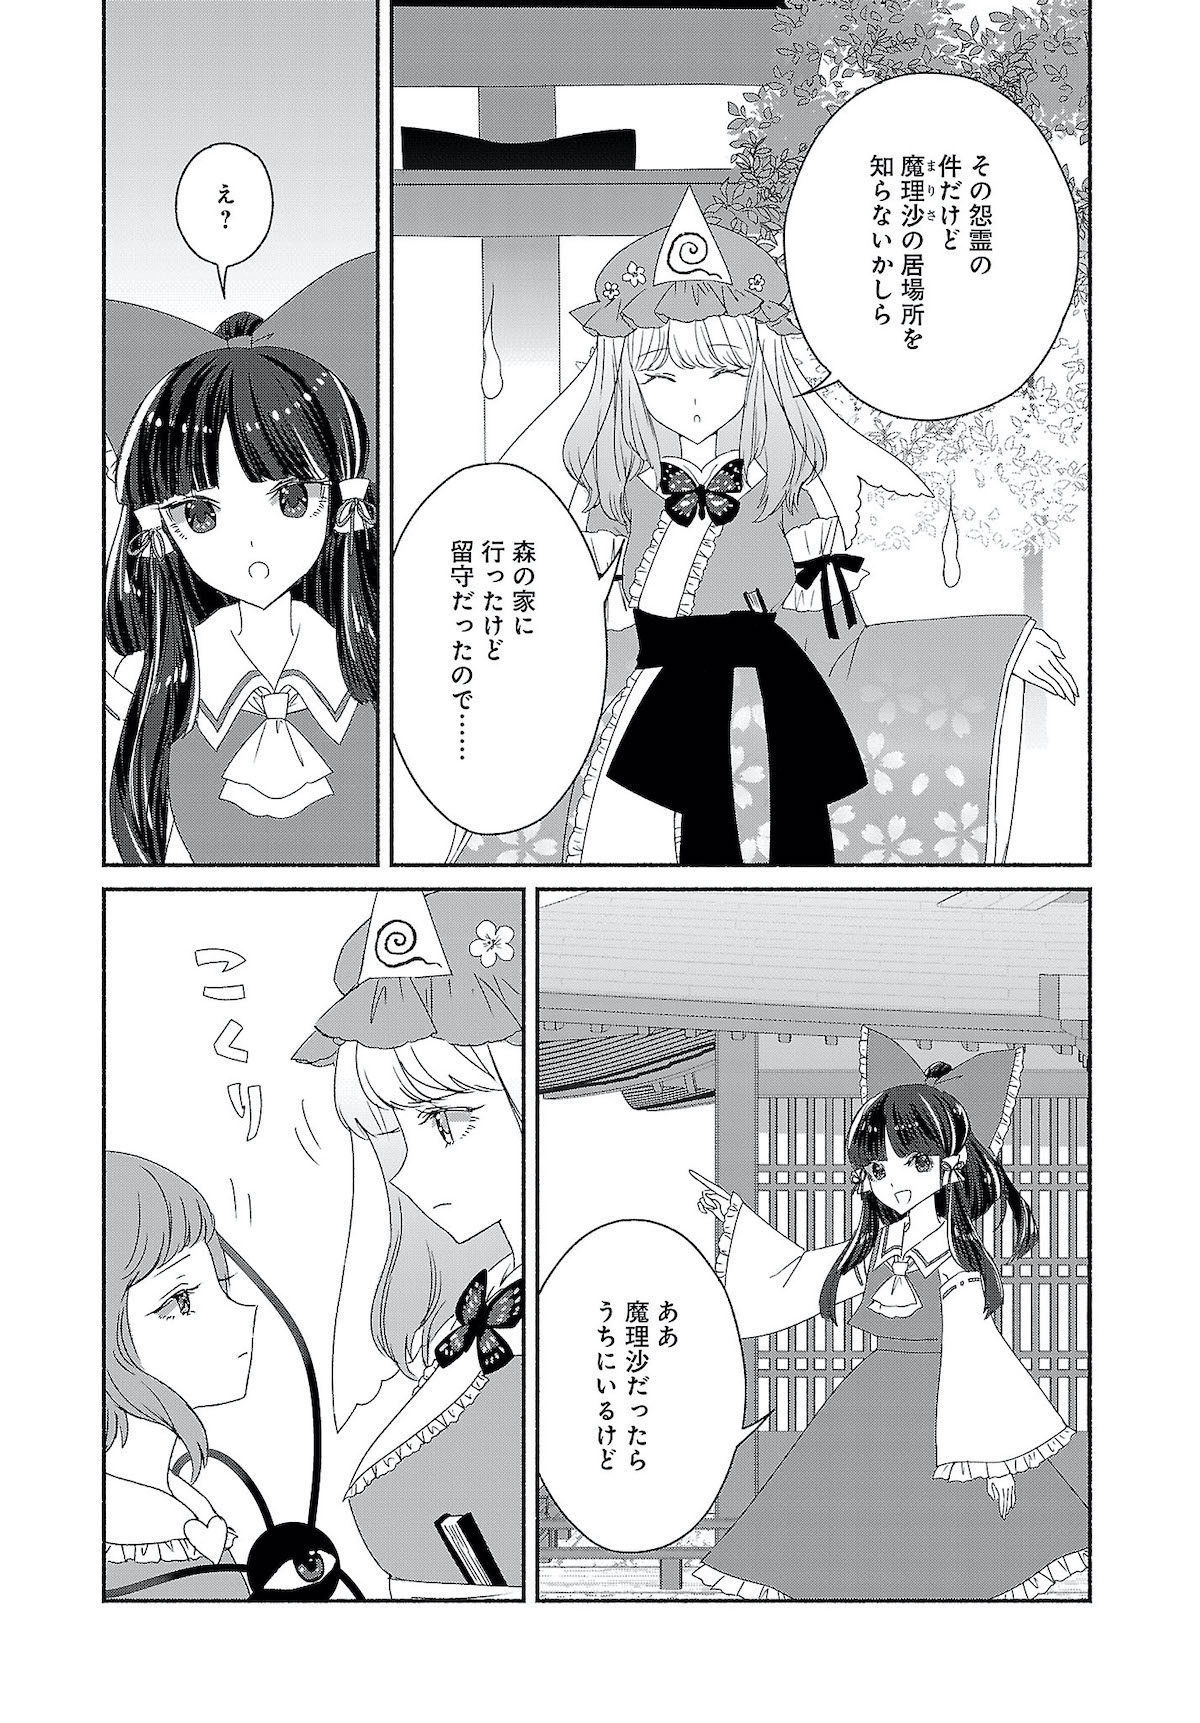 その怨霊の
件だけど
魔理沙の居場所を
まりさ
知らないかしら
森の家に
行ったけど
留守だったので……
え?
ああ
魔理沙だったら
うちにいるけど
こくり